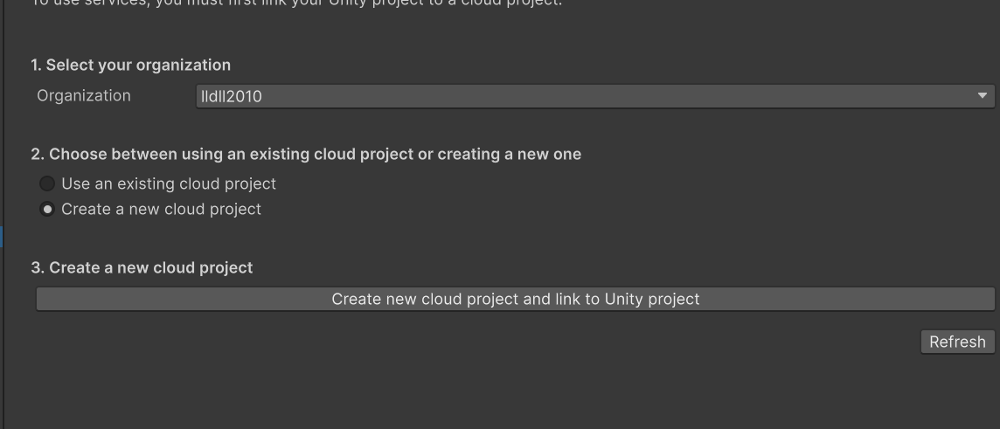 To use services, you must first link your Unity project to a cloud project.
1. Select your organization
Organization
lldll2010
2. Choose between using an existing cloud project or creating a new one
Use an existing cloud project
Create a new cloud project
3. Create a new cloud project
Create new cloud project and link to Unity project
Refresh